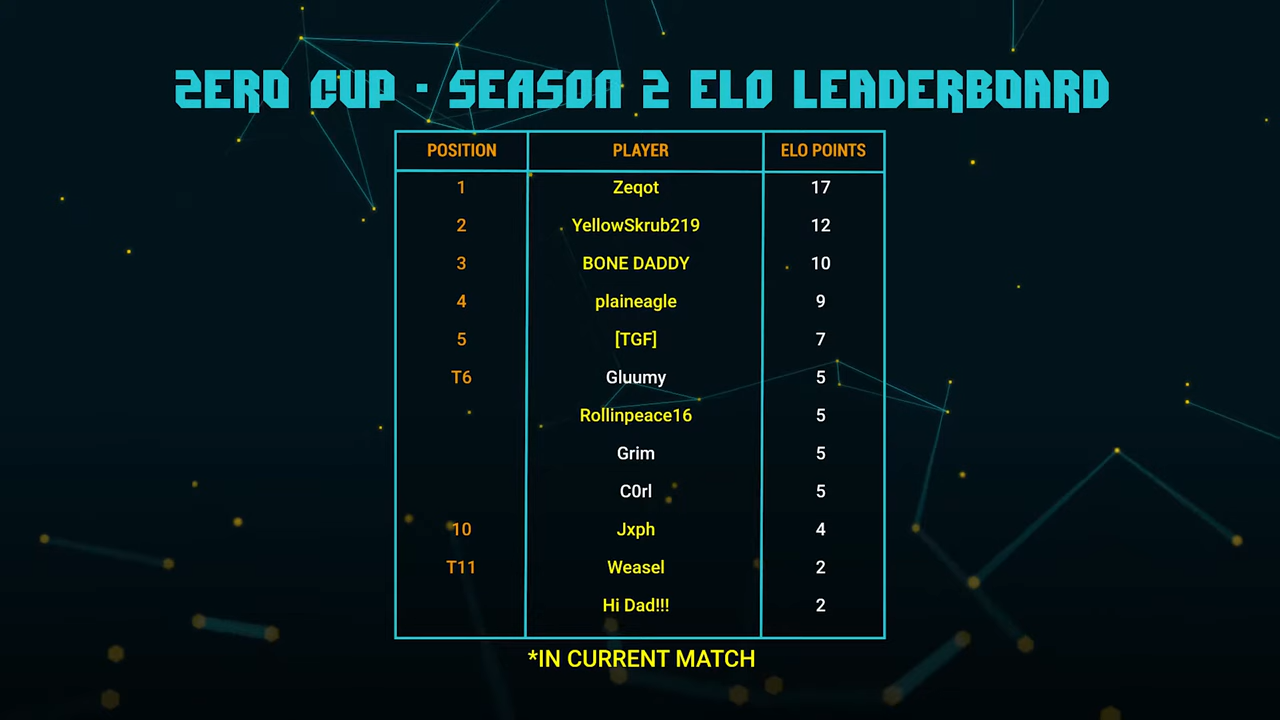 ZERO CUP - SEASON 2 ELO LEADERBOARD
POSITION PLAYER ELO POINTS
1 Zeqot 17
2 YellowSkrub219 12
3 BONE DADDY 10
4 plaineagle 9
5 [TGF] 7
T6 Gluumy 5
Rollinpeace16 5
Grim 5
C0rl 5
10 Jxph 4
T11 Weasel 2
Hi Dad!!! 2
*IN CURRENT MATCH